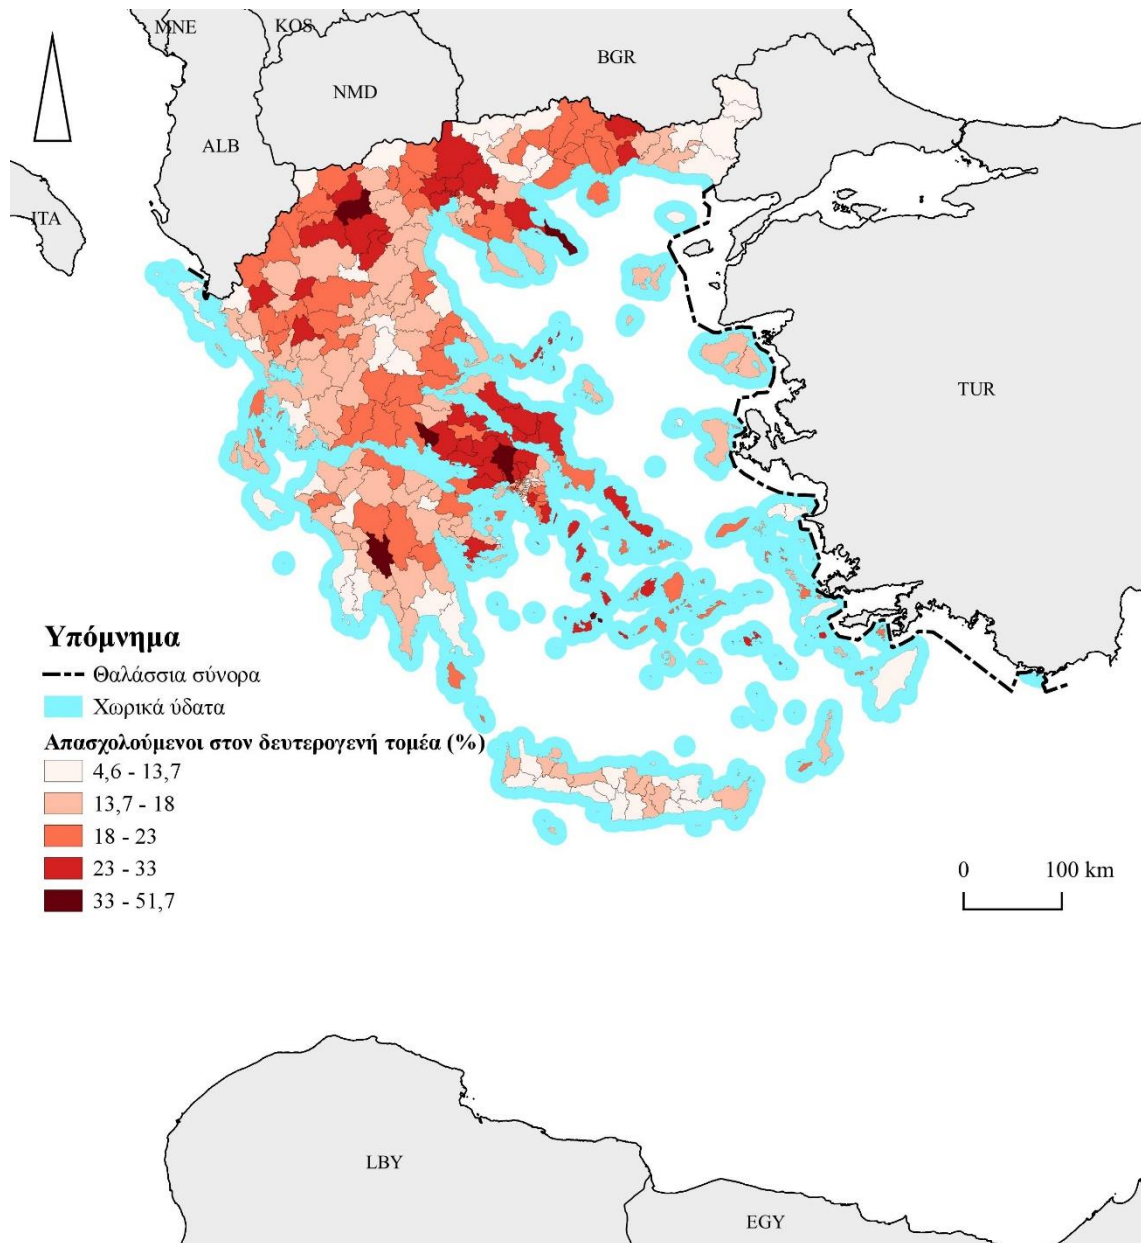 MNE
KOS
BGR
NMD
ALB
ITA
TUR
Υπόμνημα
Θαλάσσια σύνορα
Χωρικά ύδατα
Απασχολούμενοι στον δευτερογενή τομέα (%)
4,6 - 13,7
13,7 - 18
18 - 23
23 - 33
33 - 51,7
0 100 km
LBY
EGY